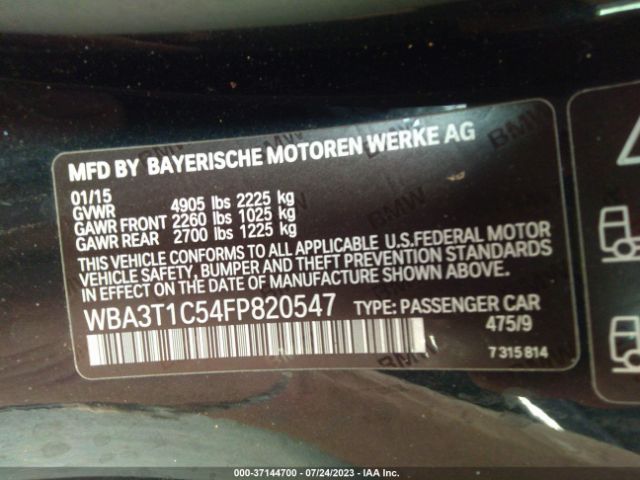 MFD BY BAYERISCHE MOTOREN WERKE AG
01/15
GVWR 4905 lbs 2225 kg
GAWR FRONT 2260 lbs 1025 kg
GAWR REAR 2700 lbs 1225 kg
THIS VEHICLE CONFORMS TO ALL APPLICABLE U.S.FEDERAL MOTOR
VEHICLE SAFETY, BUMPER AND THEFT PREVENTION STANDARDS
IN EFFECT ON THE DATE OF MANUFACTURE SHOWN ABOVE.
WBA3T1C54FP820547 TYPE: PASSENGER CAR
475/9
7 315 814
BMW
BMW
000-37144700 - 07/24/2023 - IAA Inc.